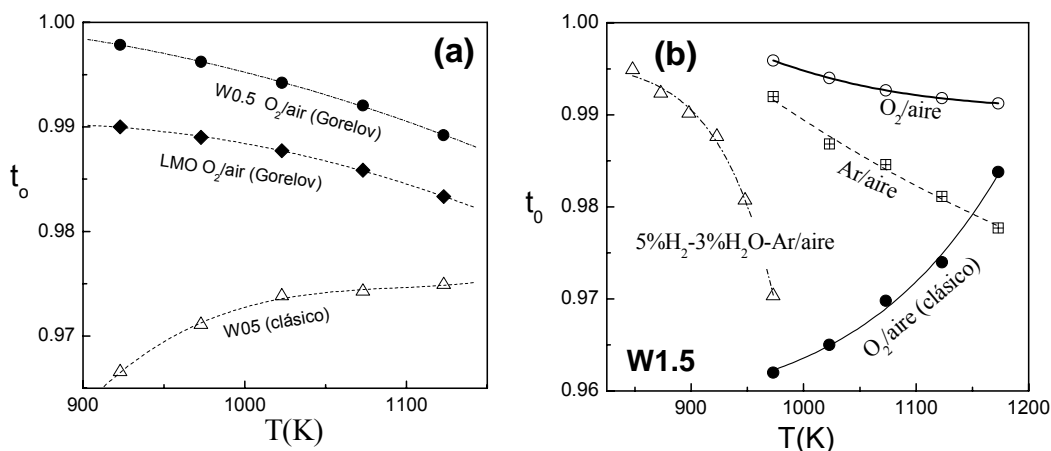 (a)
1.00
0.99
0.98
0.97
t₀
900
1000
1100
T(K)
W0.5 O₂/air (Gorelov)
LMO O₂/air (Gorelov)
W05 (clásico)
(b)
1.00
0.99
0.98
0.97
0.96
t₀
900
1000
1100
1200
T(K)
O₂/aire
Ar/aire
5%H₂-3%H₂O-Ar/aire
O₂/aire (clásico)
W1.5